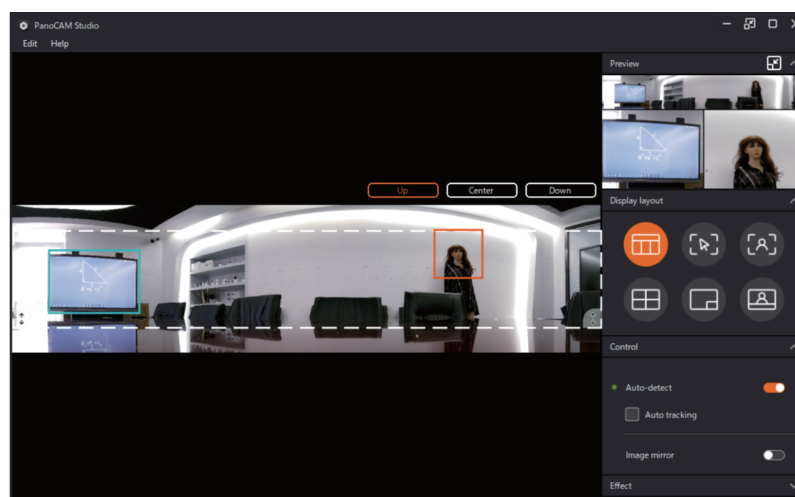 PanoCAM Studio
Edit Help
Preview
Up Center Down
Display layout
Control
Auto-detect
Auto tracking
Image mirror
Effect